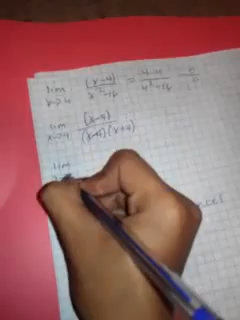 lim x→4 (x-4)/(x²-16) = (4-4)/(4²-16) = 0/0
lim x→4 (x-4)/((x-4)(x+4))
lim